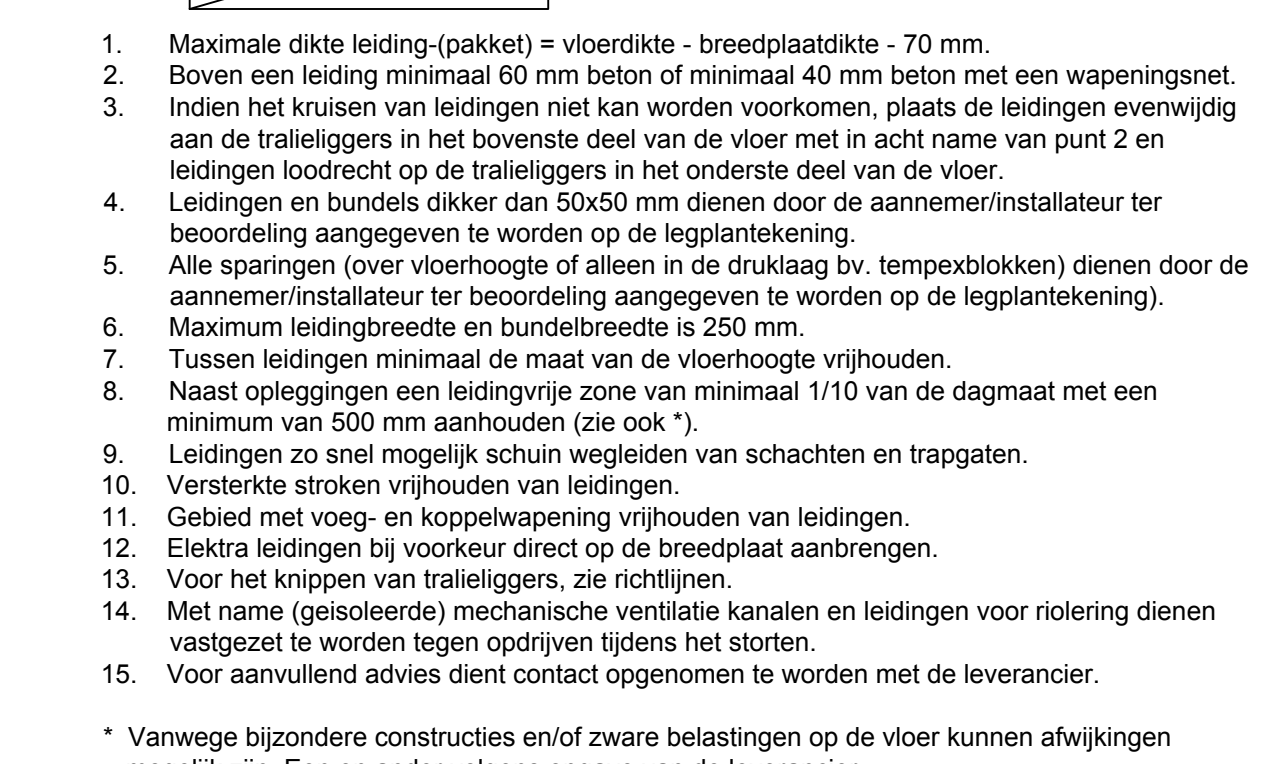 1. Maximale dikte leiding-(pakket) = vloerdikte - breedplaatdikte - 70 mm.
2. Boven een leiding minimaal 60 mm beton of minimaal 40 mm beton met een wapeningsnet.
3. Indien het kruisen van leidingen niet kan worden voorkomen, plaats de leidingen evenwijdig
aan de tralieliggers in het bovenste deel van de vloer met in acht name van punt 2 en
leidingen loodrecht op de tralieliggers in het onderste deel van de vloer.
4. Leidingen en bundels dikker dan 50x50 mm dienen door de aannemer/installateur ter
beoordeling aangegeven te worden op de legplantekening.
5. Alle sparingen (over vloerhoogte of alleen in de druklaag bv. tempexblokken) dienen door de
aannemer/installateur ter beoordeling aangegeven te worden op de legplantekening).
6. Maximum leidingbreedte en bundelbreedte is 250 mm.
7. Tussen leidingen minimaal de maat van de vloerhoogte vrijhouden.
8. Naast opleggingen een leidingvrije zone van minimaal 1/10 van de dagmaat met een
minimum van 500 mm aanhouden (zie ook *).
9. Leidingen zo snel mogelijk schuin wegleiden van schachten en trapgaten.
10. Versterkte stroken vrijhouden van leidingen.
11. Gebied met voeg- en koppelwapening vrijhouden van leidingen.
12. Elektra leidingen bij voorkeur direct op de breedplaat aanbrengen.
13. Voor het knippen van tralieliggers, zie richtlijnen.
14. Met name (geisoleerde) mechanische ventilatie kanalen en leidingen voor riolering dienen
vastgezet te worden tegen opdrijven tijdens het storten.
15. Voor aanvullend advies dient contact opgenomen te worden met de leverancier.
* Vanwege bijzondere constructies en/of zware belastingen op de vloer kunnen afwijkingen